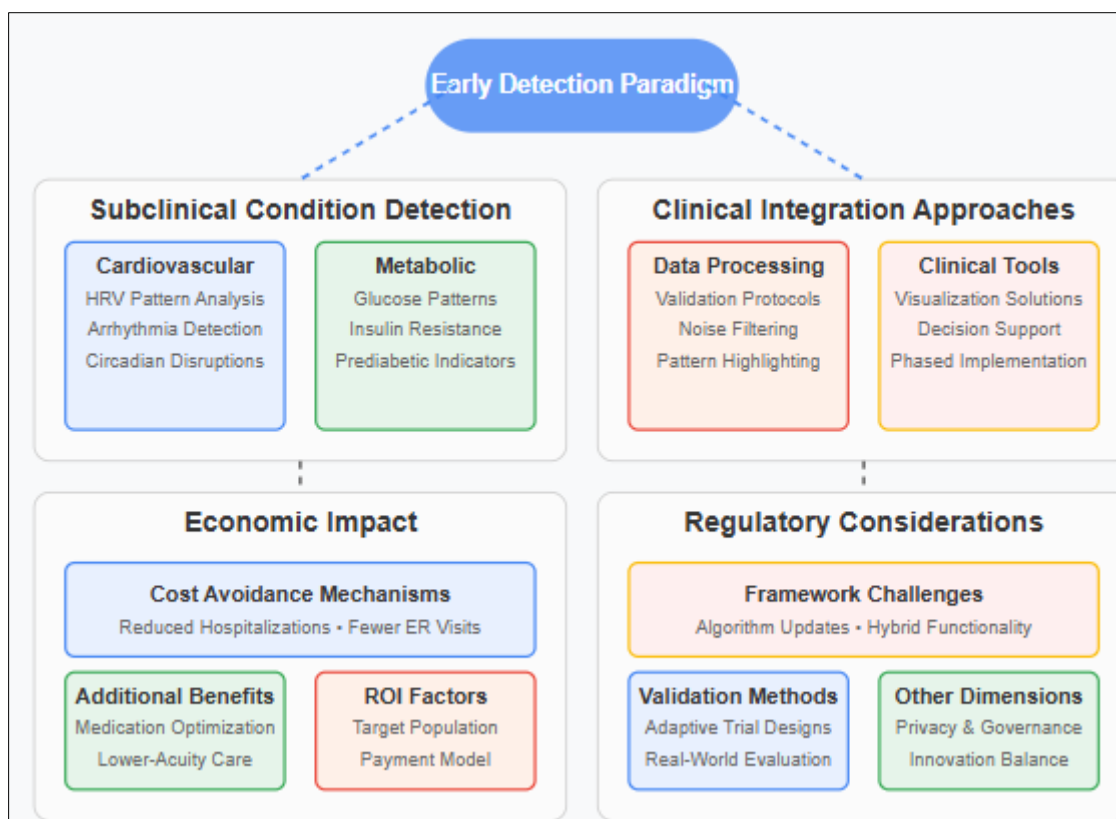 Early Detection Paradigm
Subclinical Condition Detection
Cardiovascular
HRV Pattern Analysis
Arrhythmia Detection
Circadian Disruptions
Metabolic
Glucose Patterns
Insulin Resistance
Prediabetic Indicators
Clinical Integration Approaches
Data Processing
Validation Protocols
Noise Filtering
Pattern Highlighting
Clinical Tools
Visualization Solutions
Decision Support
Phased Implementation
Economic Impact
Cost Avoidance Mechanisms
Reduced Hospitalizations • Fewer ER Visits
Additional Benefits
Medication Optimization
Lower-Acuity Care
ROI Factors
Target Population
Payment Model
Regulatory Considerations
Framework Challenges
Algorithm Updates • Hybrid Functionality
Validation Methods
Adaptive Trial Designs
Real-World Evaluation
Other Dimensions
Privacy & Governance
Innovation Balance